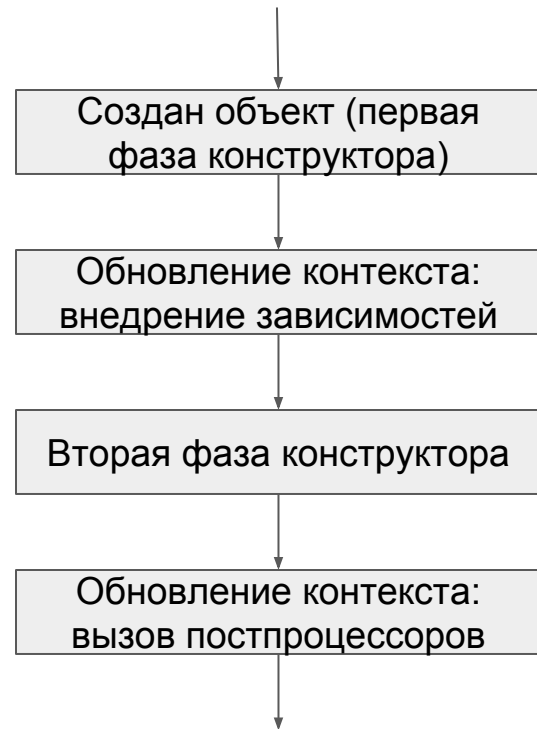 Создан объект (первая
фаза конструктора)
Обновление контекста:
внедрение зависимостей
Вторая фаза конструктора
Обновление контекста:
вызов постпроцессоров